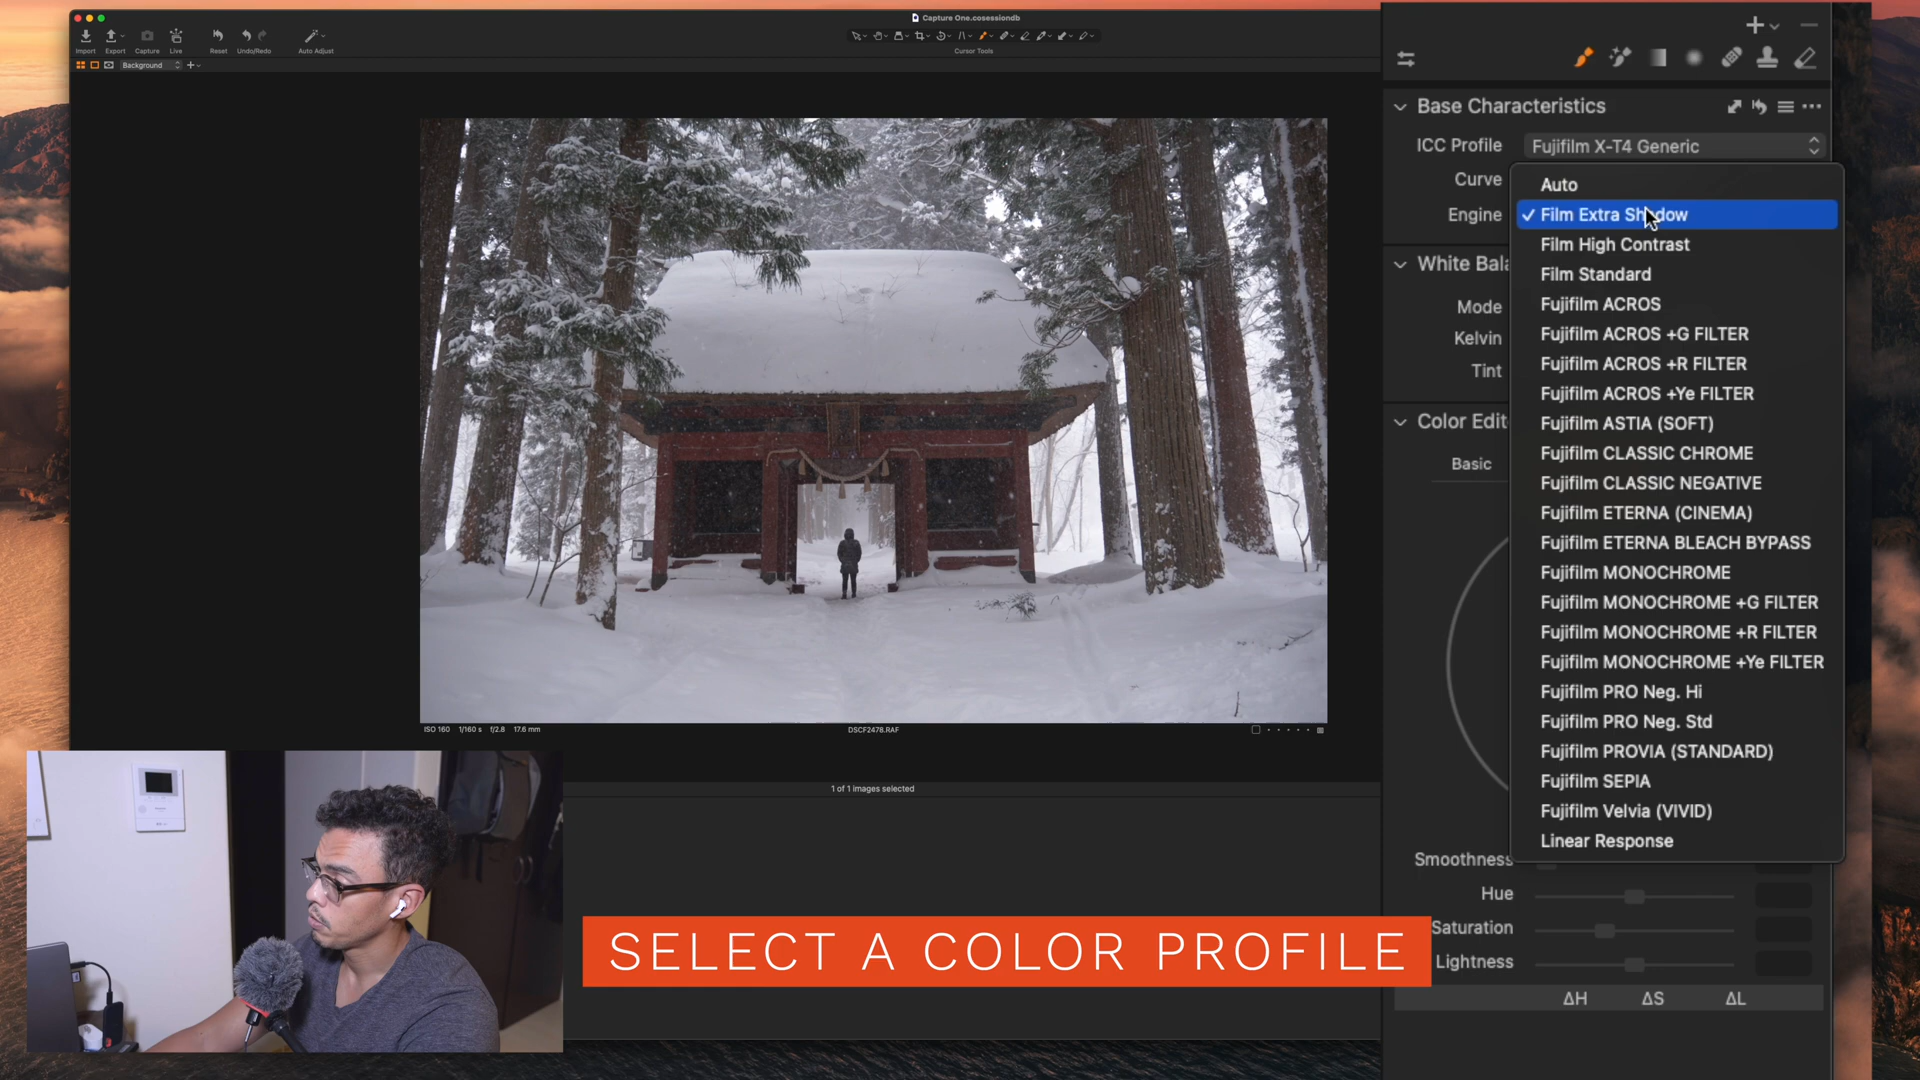 Capture One.cosessiondb
Import
Export
Capture
Live
Reset
Undo/Redo
Auto Adjust
Cursor Tools
Background
ISO 160 1/160 s f/2.8 17.6 mm
DSCF2478.RAF
1 of 1 images selected
Base Characteristics
ICC Profile
Fujifilm X-T4 Generic
Curve
Engine
White Bal
Mode
Kelvin
Tint
Color Edit
Basic
Auto
✓ Film Extra Shadow
Film High Contrast
Film Standard
Fujifilm ACROS
Fujifilm ACROS +G FILTER
Fujifilm ACROS +R FILTER
Fujifilm ACROS +Ye FILTER
Fujifilm ASTIA (SOFT)
Fujifilm CLASSIC CHROME
Fujifilm CLASSIC NEGATIVE
Fujifilm ETERNA (CINEMA)
Fujifilm ETERNA BLEACH BYPASS
Fujifilm MONOCHROME
Fujifilm MONOCHROME +G FILTER
Fujifilm MONOCHROME +R FILTER
Fujifilm MONOCHROME +Ye FILTER
Fujifilm PRO Neg. Hi
Fujifilm PRO Neg. Std
Fujifilm PROVIA (STANDARD)
Fujifilm SEPIA
Fujifilm Velvia (VIVID)
Linear Response
Smoothness
Hue
Saturation
Lightness
ΔH ΔS ΔL
SELECT A COLOR PROFILE